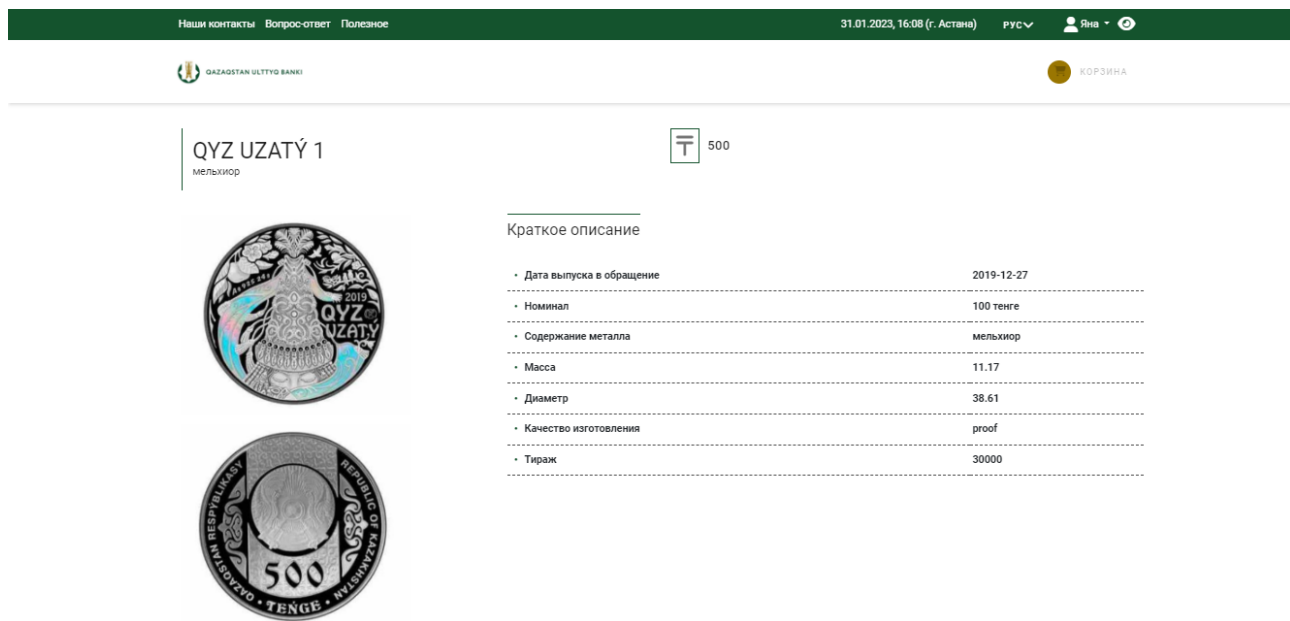 Наши контакты Вопрос-ответ Полезное 31.01.2023, 16:08 (г. Астана) РУС Яна
QAZAQSTAN ULTTYQ BANKI КОРЗИНА
QYZ UZATÝ 1
мельхиор
₸ 500
Краткое описание
• Дата выпуска в обращение 2019-12-27
• Номинал 100 тенге
• Содержание металла мельхиор
• Масса 11.17
• Диаметр 38.61
• Качество изготовления proof
• Тираж 30000
2019
QYZ
UZATÝ
QAZAQSTAN RESPÝBLIKASY
REPUBLIC OF KAZAKHSTAN
500
TEŃGE